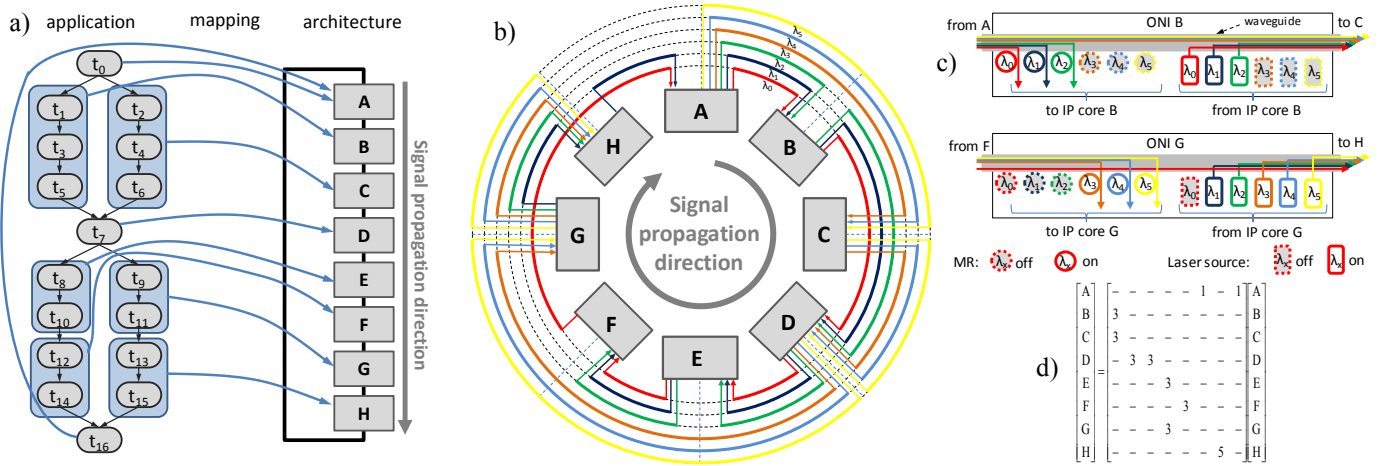 a)
application
mapping
architecture
t0
t1
t2
t3
t4
t5
t6
t7
t8
t9
t10
t11
t12
t13
t14
t15
t16
A
B
C
D
E
F
G
H
Signal propagation direction
b)
λ5
λ4
λ3
λ2
λ1
λ0
A
B
C
D
E
F
G
H
Signal
propagation
direction
c)
from A
ONI B
waveguide
to C
λ0 λ1 λ2 λ3 λ4 λ5
λ0 λ1 λ2 λ3 λ4 λ5
to IP core B
from IP core B
from F
ONI G
to H
λ0 λ1 λ2 λ3 λ4 λ5
λ0 λ1 λ2 λ3 λ4 λ5
to IP core G
from IP core G
MR: λx off λx on
Laser source: λx off λx on
d)
A – – – – – 1 – 1 A
B 3 – – – – – – – B
C 3 – – – – – – – C
D – 3 3 – – – – – D
=
E – – – 3 – – – – E
F – – – – 3 – – – F
G – – – 3 – – – – G
H – – – – – – 5 – H